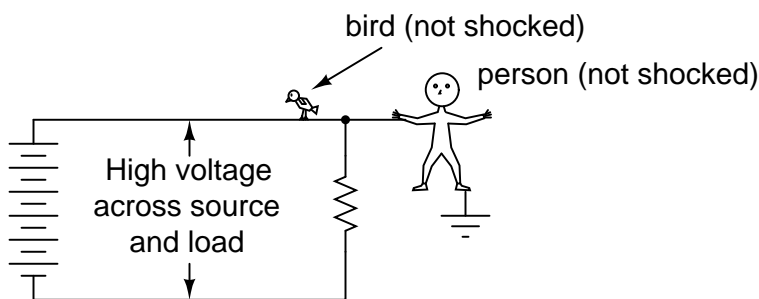 bird (not shocked)
person (not shocked)
High voltage
across source
and load